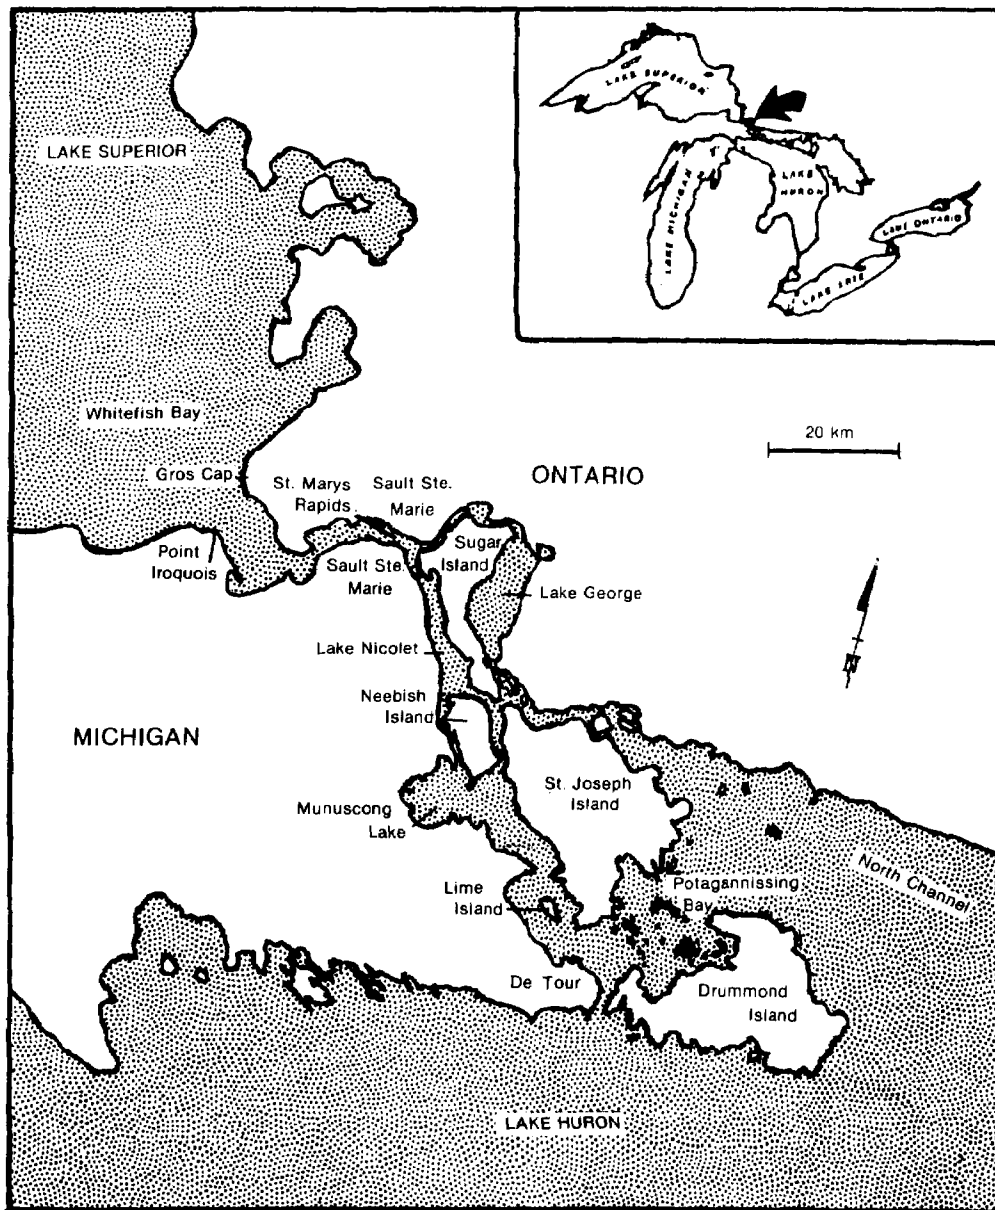 LAKE SUPERIOR
LAKE SUPERIOR
LAKE MICHIGAN
LAKE
HURON
LAKE ONTARIO
LAKE ERIE
Whitefish Bay
20 km
Gros Cap
St. Marys
Rapids
Sault Ste.
Marie
ONTARIO
Point
Iroquois
Sault Ste.
Marie
Sugar
Island
Lake George
Lake Nicolet
Neebish
Island
N
MICHIGAN
St. Joseph
Island
Munuscong
Lake
North Channel
Lime
Island
Potagannissing
Bay
De Tour
Drummond
Island
LAKE HURON